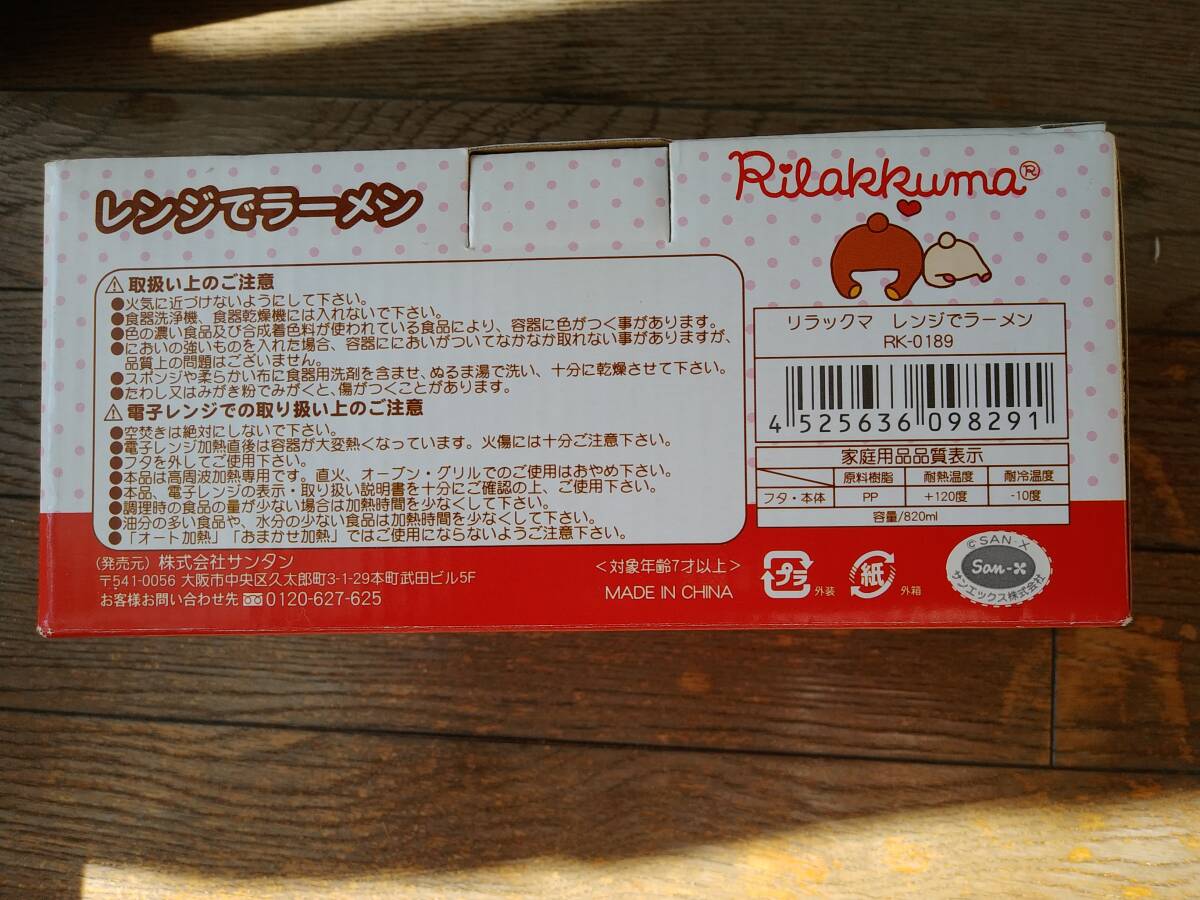 レンジでラーメン
Rilakkuma®
⚠取扱い上のご注意
●火気に近づけないようにして下さい。
●食器洗浄機、食器乾燥機には入れないで下さい。
●色の濃い食品及び合成着色料が使われている食品により、容器に色がつく事があります。
●においの強いものを入れた場合、容器ににおいがついてなかなか取れない事がありますが、
品質上の問題はございません。
●スポンジや柔らかい布に食器用洗剤を含ませ、ぬるま湯で洗い、十分に乾燥させて下さい。
●たわし又はみがき粉でみがくと、傷がつくことがあります。
⚠電子レンジでの取り扱い上のご注意
●空焚きは絶対にしないで下さい。
●電子レンジ加熱直後は容器が大変熱くなっています。火傷には十分ご注意下さい。
●フタを外してご使用下さい。
●本品は高周波加熱専用です。直火、オーブン・グリルでのご使用はおやめ下さい。
●本品、電子レンジの表示・取り扱い説明書を十分にご確認の上、ご使用下さい。
●調理時の食品の量が少ない場合は加熱時間を少なくして下さい。
●油分の多い食品や、水分の少ない食品は加熱時間を少なくして下さい。
●「オート加熱」「おまかせ加熱」ではご使用にならないようご注意下さい。
リラックマ レンジでラーメン
RK-0189
4 525636 098291
家庭用品品質表示
原料樹脂 耐熱温度 耐冷温度
フタ・本体 PP +120度 -10度
容量/820ml
(発売元) 株式会社サンタン
〒541-0056 大阪市中央区久太郎町3-1-29本町武田ビル5F
お客様お問い合わせ先 0120-627-625
<対象年齢7才以上>
MADE IN CHINA
プラ 外装
紙 外箱
©SAN-X
San-x
サンエックス株式会社